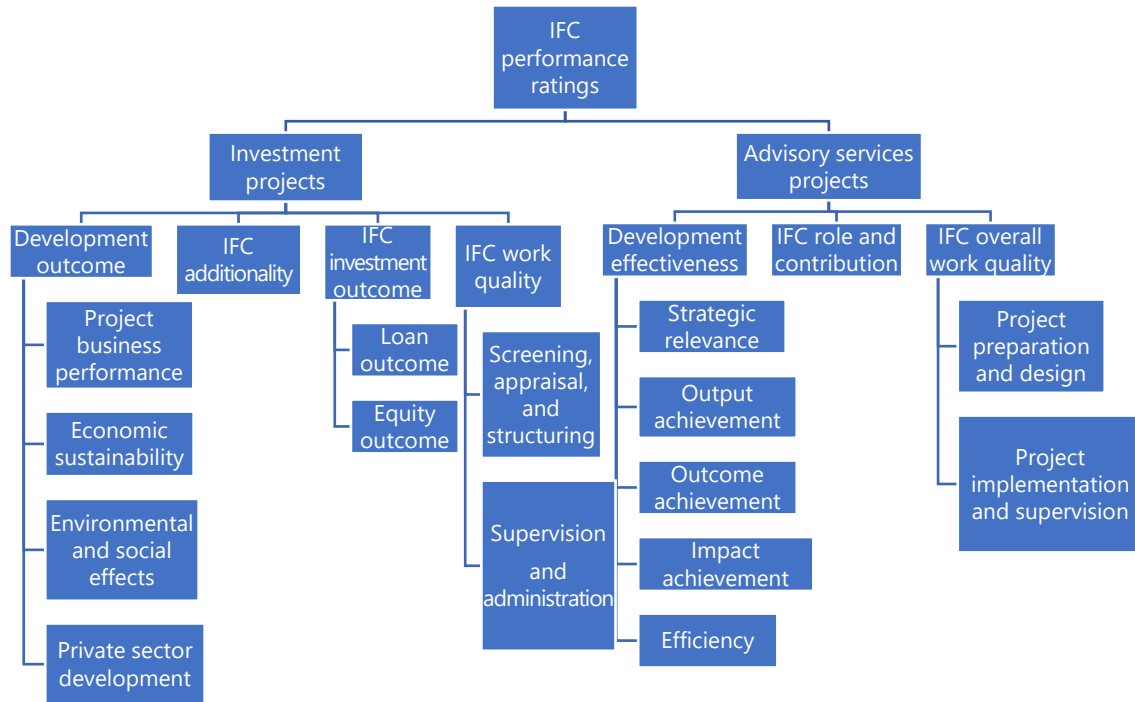 IFC
performance
ratings
Investment
projects
Advisory services
projects
Development
outcome
IFC
additionality
IFC
investment
outcome
IFC work
quality
Development
effectiveness
IFC role and
contribution
IFC overall
work quality
Project
business
performance
Economic
sustainability
Environmental
and social
effects
Private sector
development
Loan
outcome
Equity
outcome
Screening,
appraisal,
and
structuring
Supervision
and
administration
Strategic
relevance
Output
achievement
Outcome
achievement
Impact
achievement
Efficiency
Project
preparation
and design
Project
implementation
and supervision